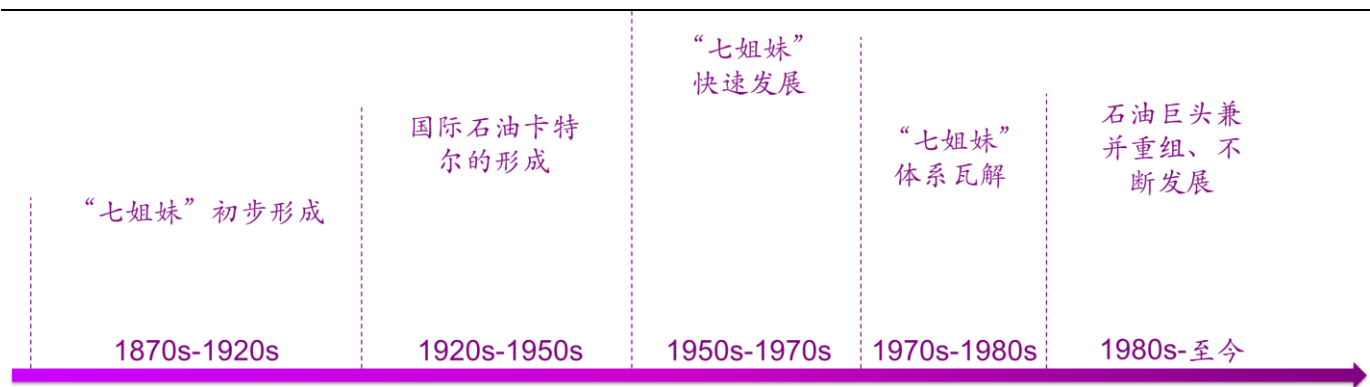 “七姐妹”初步形成
国际石油卡特
尔的形成
“七姐妹”
快速发展
“七姐妹”
体系瓦解
石油巨头兼
并重组、不
断发展
1870s-1920s
1920s-1950s
1950s-1970s
1970s-1980s
1980s-至今